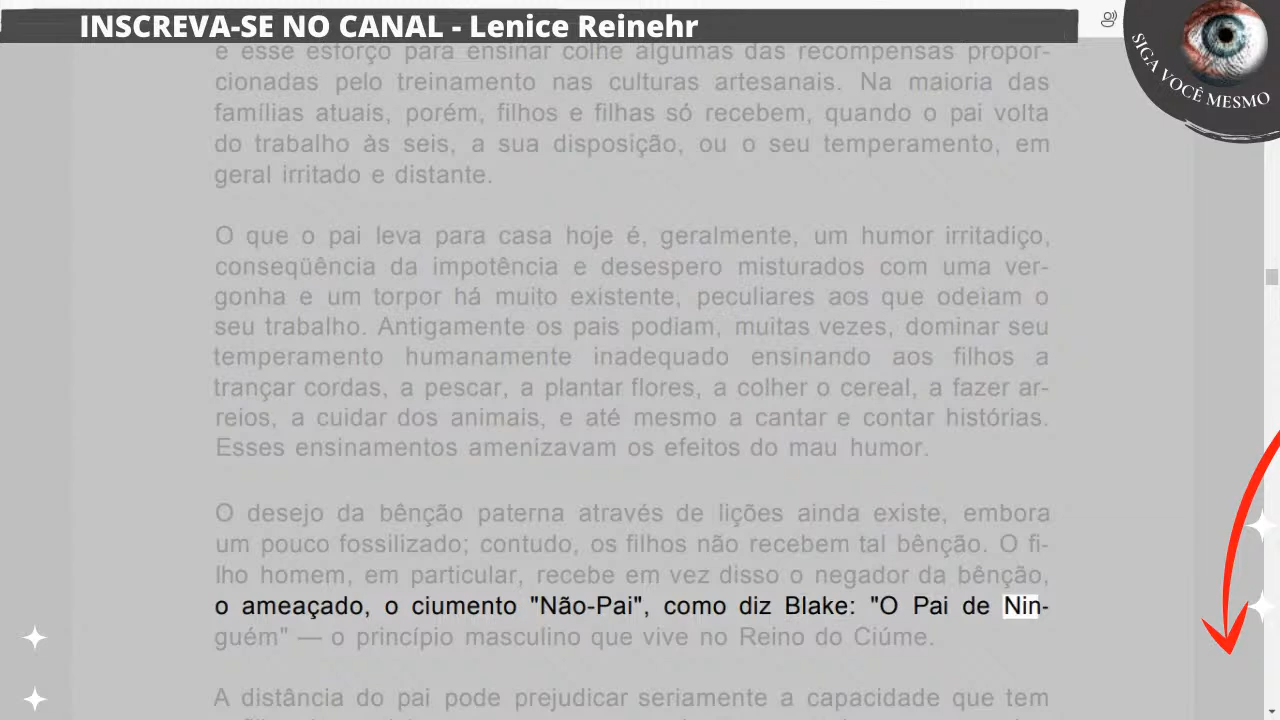 INSCREVA-SE NO CANAL - Lenice Reinehr
SIGA VOCÊ MESMO
e esse esforço para ensinar colhe algumas das recompensas propor-
cionadas pelo treinamento nas culturas artesanais. Na maioria das
famílias atuais, porém, filhos e filhas só recebem, quando o pai volta
do trabalho às seis, a sua disposição, ou o seu temperamento, em
geral irritado e distante.
O que o pai leva para casa hoje é, geralmente, um humor irritadiço,
conseqüência da impotência e desespero misturados com uma ver-
gonha e um torpor há muito existente, peculiares aos que odeiam o
seu trabalho. Antigamente os pais podiam, muitas vezes, dominar seu
temperamento humanamente inadequado ensinando aos filhos a
trançar cordas, a pescar, a plantar flores, a colher o cereal, a fazer ar-
reios, a cuidar dos animais, e até mesmo a cantar e contar histórias.
Esses ensinamentos amenizavam os efeitos do mau humor.
O desejo da bênção paterna através de lições ainda existe, embora
um pouco fossilizado; contudo, os filhos não recebem tal bênção. O fi-
lho homem, em particular, recebe em vez disso o negador da bênção,
o ameaçado, o ciumento "Não-Pai", como diz Blake: "O Pai de Nin-
guém" — o princípio masculino que vive no Reino do Ciúme.
A distância do pai pode prejudicar seriamente a capacidade que tem